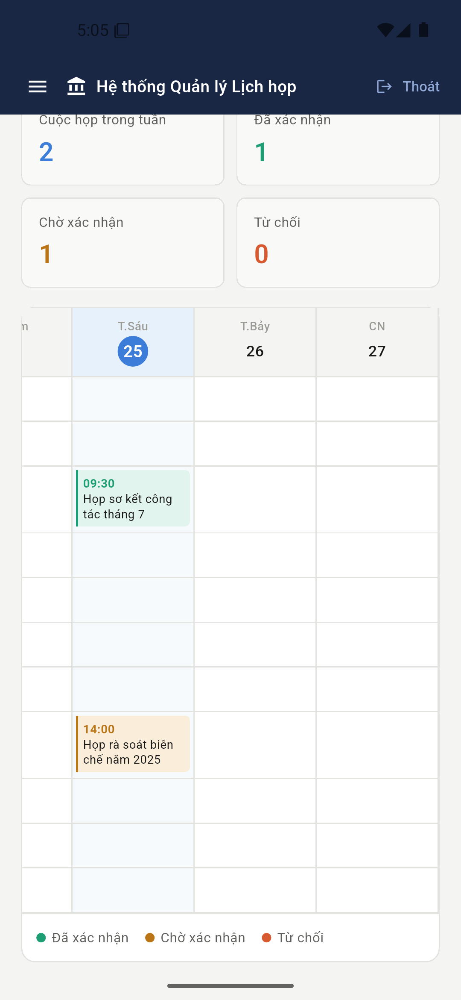 5:05
Hệ thống Quản lý Lịch họp
Thoát
Cuộc họp trong tuần
Đã xác nhận
2
1
Chờ xác nhận
Từ chối
1
0
m
T.Sáu
T.Bảy
CN
25
26
27
09:30
Họp sơ kết công
tác tháng 7
14:00
Họp rà soát biên
chế năm 2025
Đã xác nhận
Chờ xác nhận
Từ chối